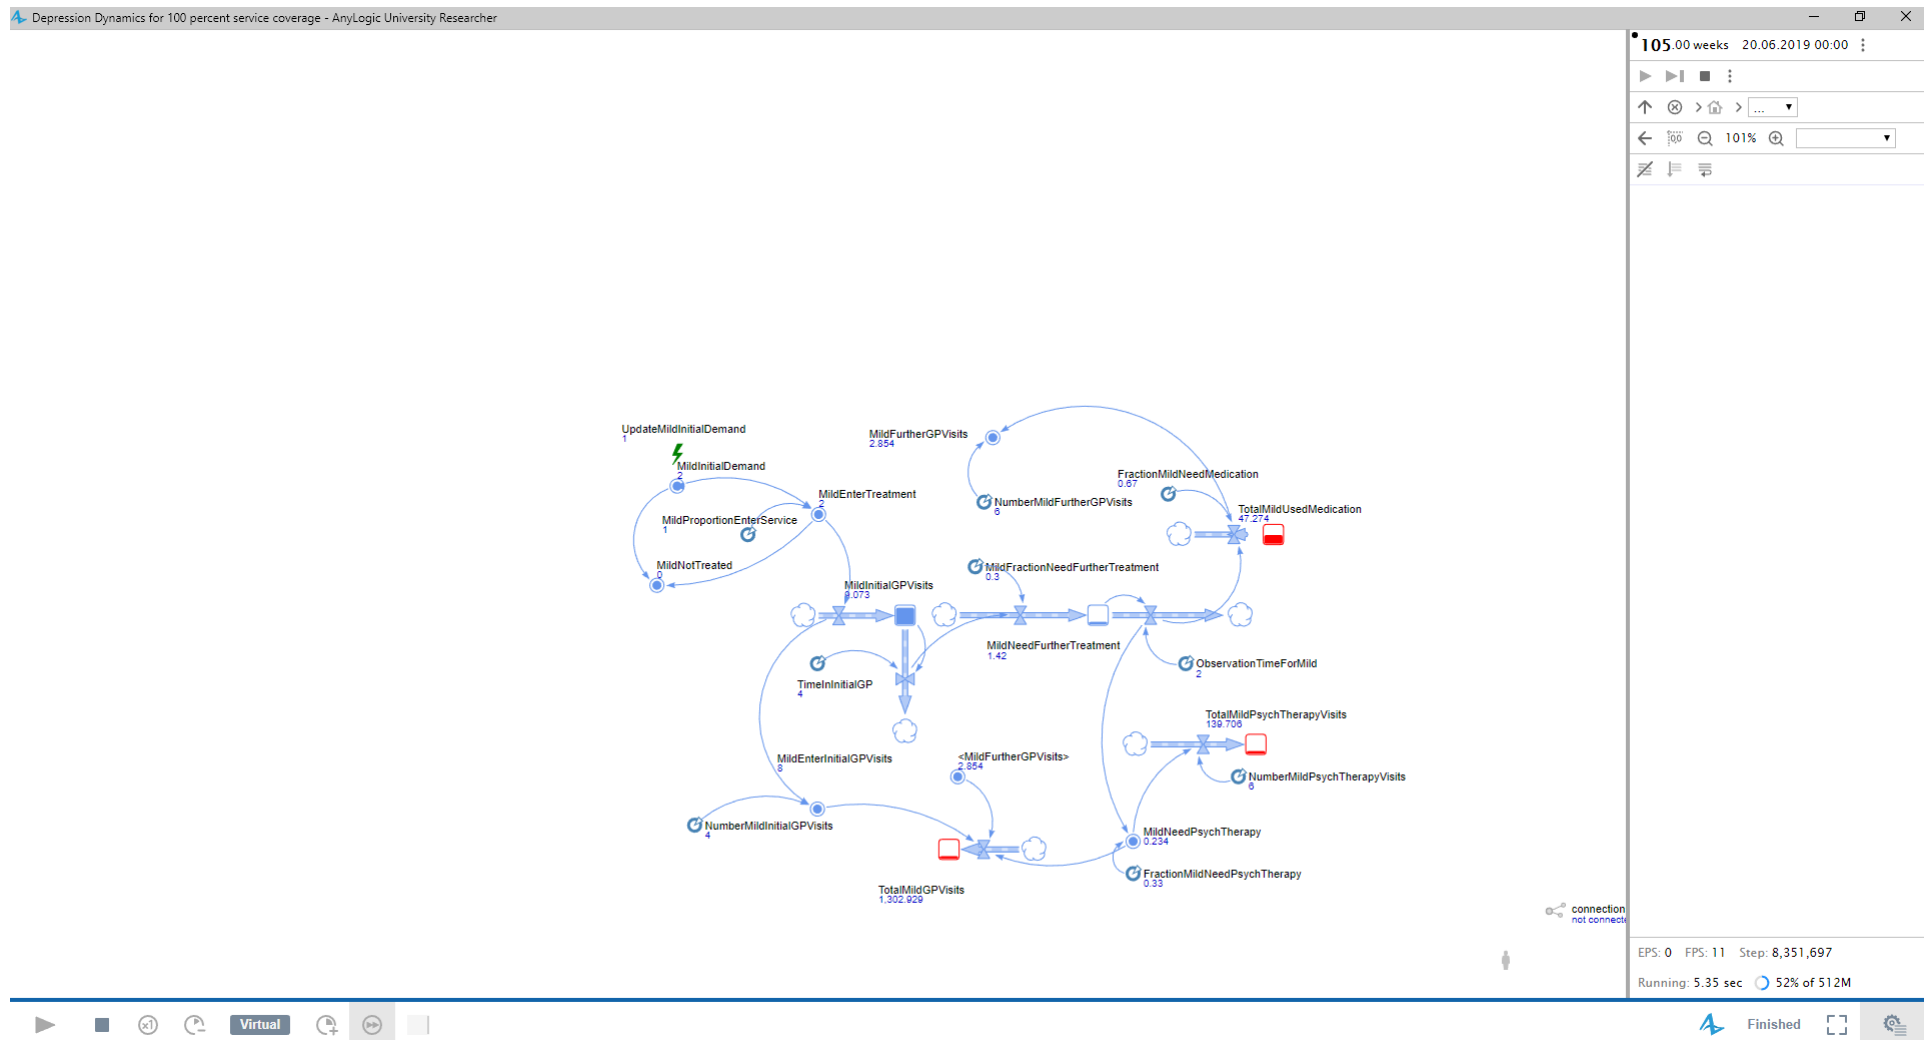 Depression Dynamics for 100 percent service coverage - AnyLogic University Researcher
105.00 weeks 20.06.2019 00:00
...
101%
UpdateMildInitialDemand
1
MildInitialDemand
2
MildEnterTreatment
2
MildProportionEnterService
1
MildNotTreated
0
MildFurtherGPVisits
2.854
NumberMildFurtherGPVisits
6
FractionMildNeedMedication
0.67
TotalMildUsedMedication
47.274
MildFractionNeedFurtherTreatment
0.3
MildInitialGPVisits
9.073
MildNeedFurtherTreatment
1.42
ObservationTimeForMild
2
TimeInInitialGP
4
TotalMildPsychTherapyVisits
139.706
NumberMildPsychTherapyVisits
6
MildEnterInitialGPVisits
8
<MildFurtherGPVisits>
2.854
NumberMildInitialGPVisits
4
MildNeedPsychTherapy
0.234
FractionMildNeedPsychTherapy
0.33
TotalMildGPVisits
1,302.929
connection
not connecte
EPS: 0 FPS: 11 Step: 8,351,697
Running: 5.35 sec 52% of 512M
x1
Virtual
Finished